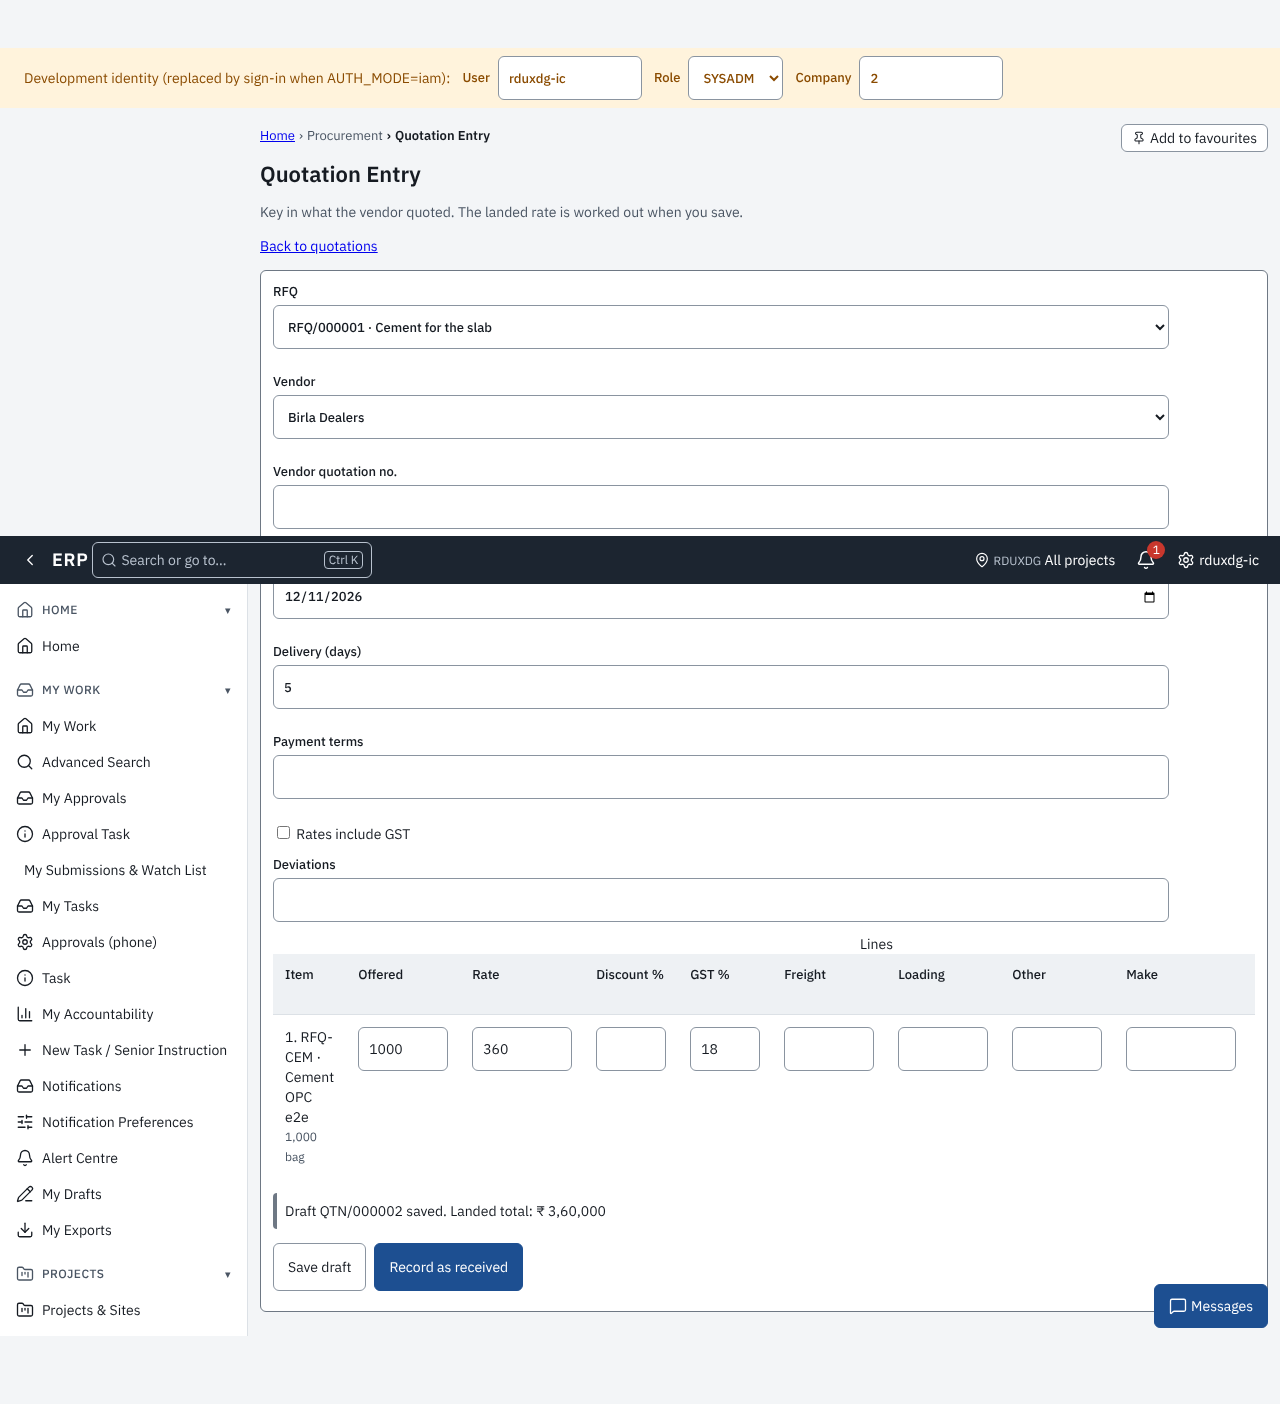 Development identity (replaced by sign-in when AUTH_MODE=iam): User rduxdg-ic Role SYSADM Company 2
Home › Procurement › Quotation Entry
Add to favourites
Quotation Entry
Key in what the vendor quoted. The landed rate is worked out when you save.
Back to quotations
RFQ
RFQ/000001 · Cement for the slab
Vendor
Birla Dealers
Vendor quotation no.
ERP Search or go to... Ctrl K RDUXDG All projects 1 rduxdg-ic
12/11/2026
Delivery (days)
5
Payment terms
Rates include GST
Deviations
Lines
Item Offered Rate Discount % GST % Freight Loading Other Make
1. RFQ-
CEM ·
Cement
OPC
e2e
1,000
bag
1000 360 18
Draft QTN/000002 saved. Landed total: ₹ 3,60,000
Save draft Record as received
HOME
Home
MY WORK
My Work
Advanced Search
My Approvals
Approval Task
My Submissions & Watch List
My Tasks
Approvals (phone)
Task
My Accountability
New Task / Senior Instruction
Notifications
Notification Preferences
Alert Centre
My Drafts
My Exports
PROJECTS
Projects & Sites
Messages